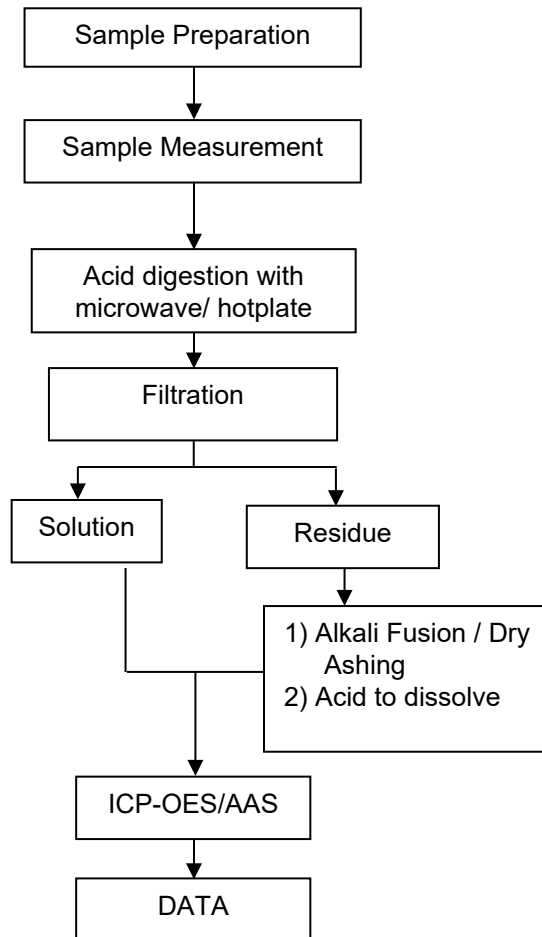 Sample Preparation
Sample Measurement
Acid digestion with
microwave/ hotplate
Filtration
Solution
Residue
1) Alkali Fusion / Dry
Ashing
2) Acid to dissolve
ICP-OES/AAS
DATA